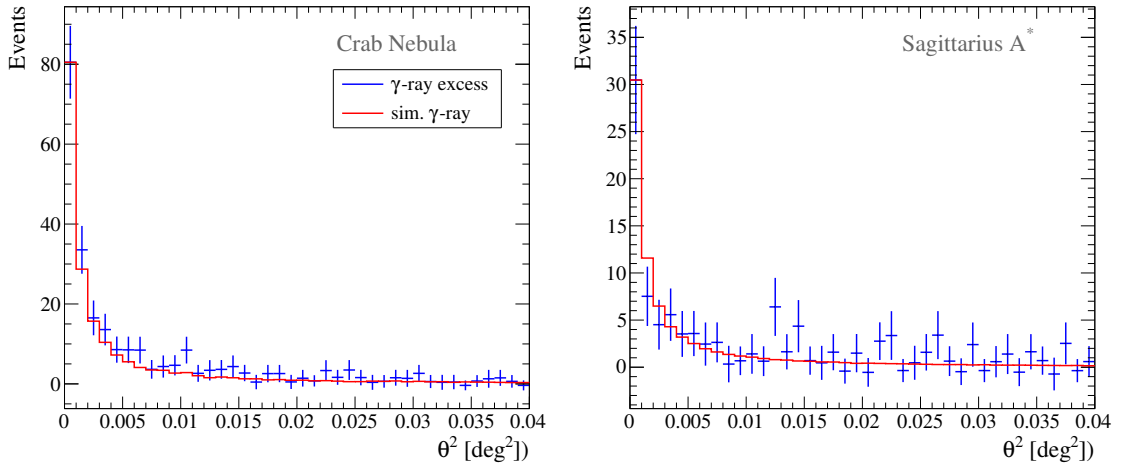 Events
Crab Nebula
γ-ray excess
sim. γ-ray
80
60
40
20
0
0 0.005 0.01 0.015 0.02 0.025 0.03 0.035 0.04
θ² [deg²])
Events
Sagittarius A*
35
30
25
20
15
10
5
0
0 0.005 0.01 0.015 0.02 0.025 0.03 0.035 0.04
θ² [deg²])